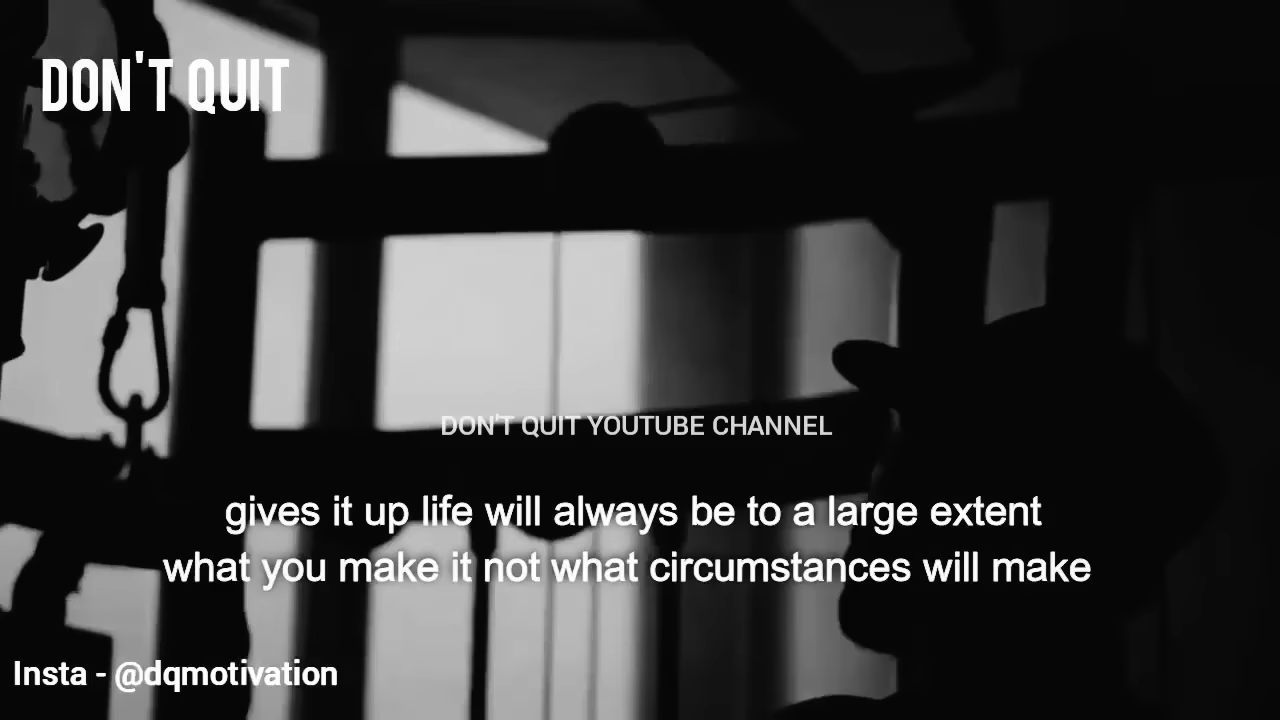 DON'T QUIT
DON'T QUIT YOUTUBE CHANNEL
gives it up life will always be to a large extent
what you make it not what circumstances will make
Insta - @dqmotivation